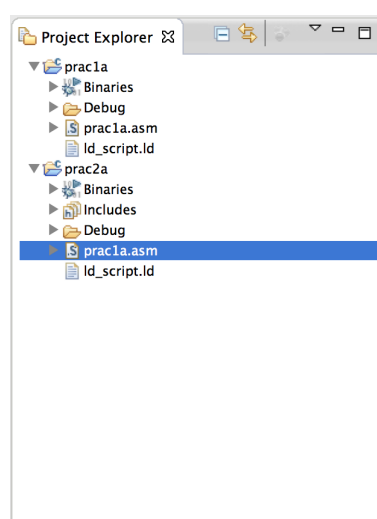 Project Explorer
prac1a
Binaries
Debug
prac1a.asm
ld_script.ld
prac2a
Binaries
Includes
Debug
prac1a.asm
ld_script.ld